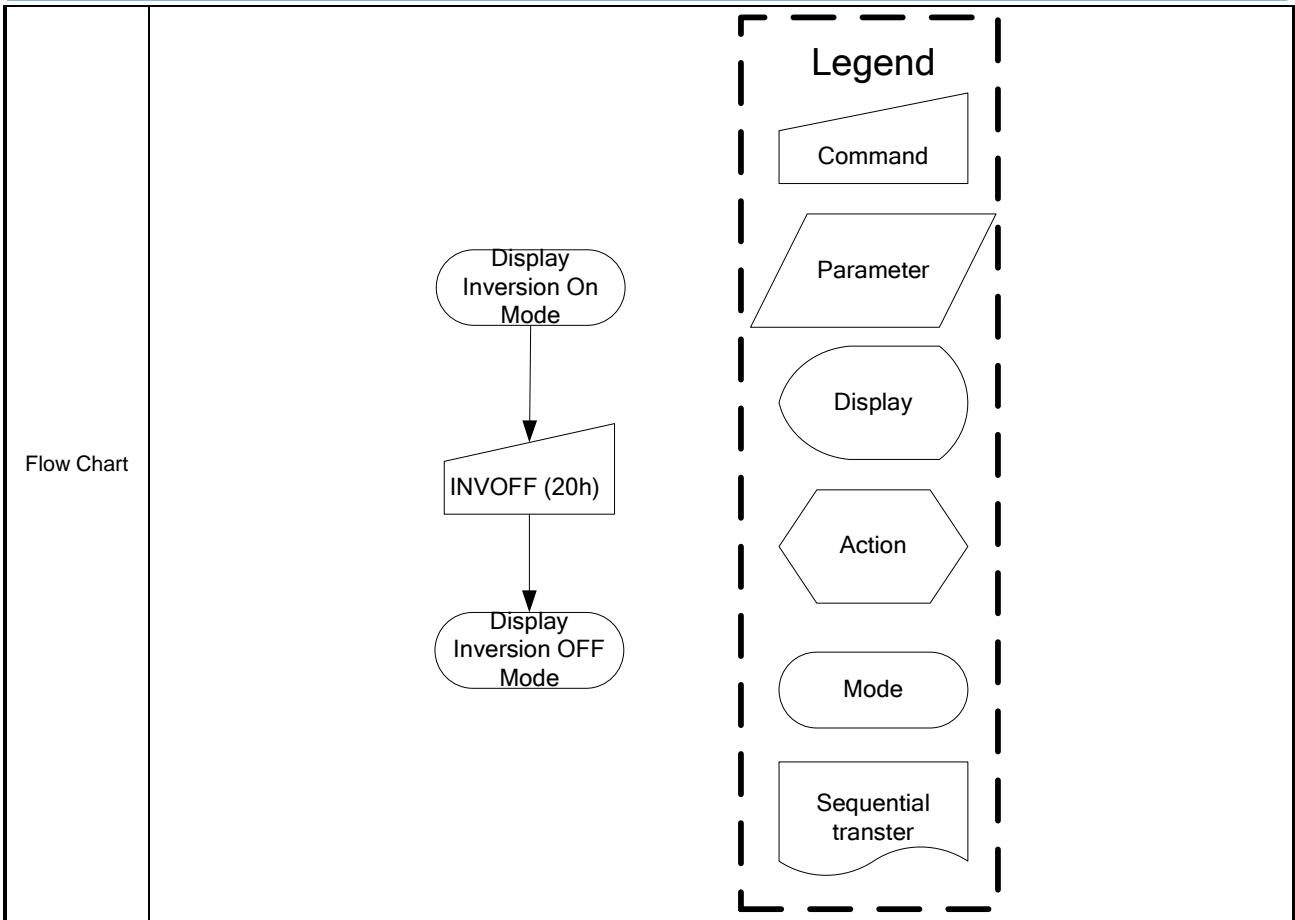 Flow Chart
Display
Inversion On
Mode
INVOFF (20h)
Display
Inversion OFF
Mode
Legend
Command
Parameter
Display
Action
Mode
Sequential
transter